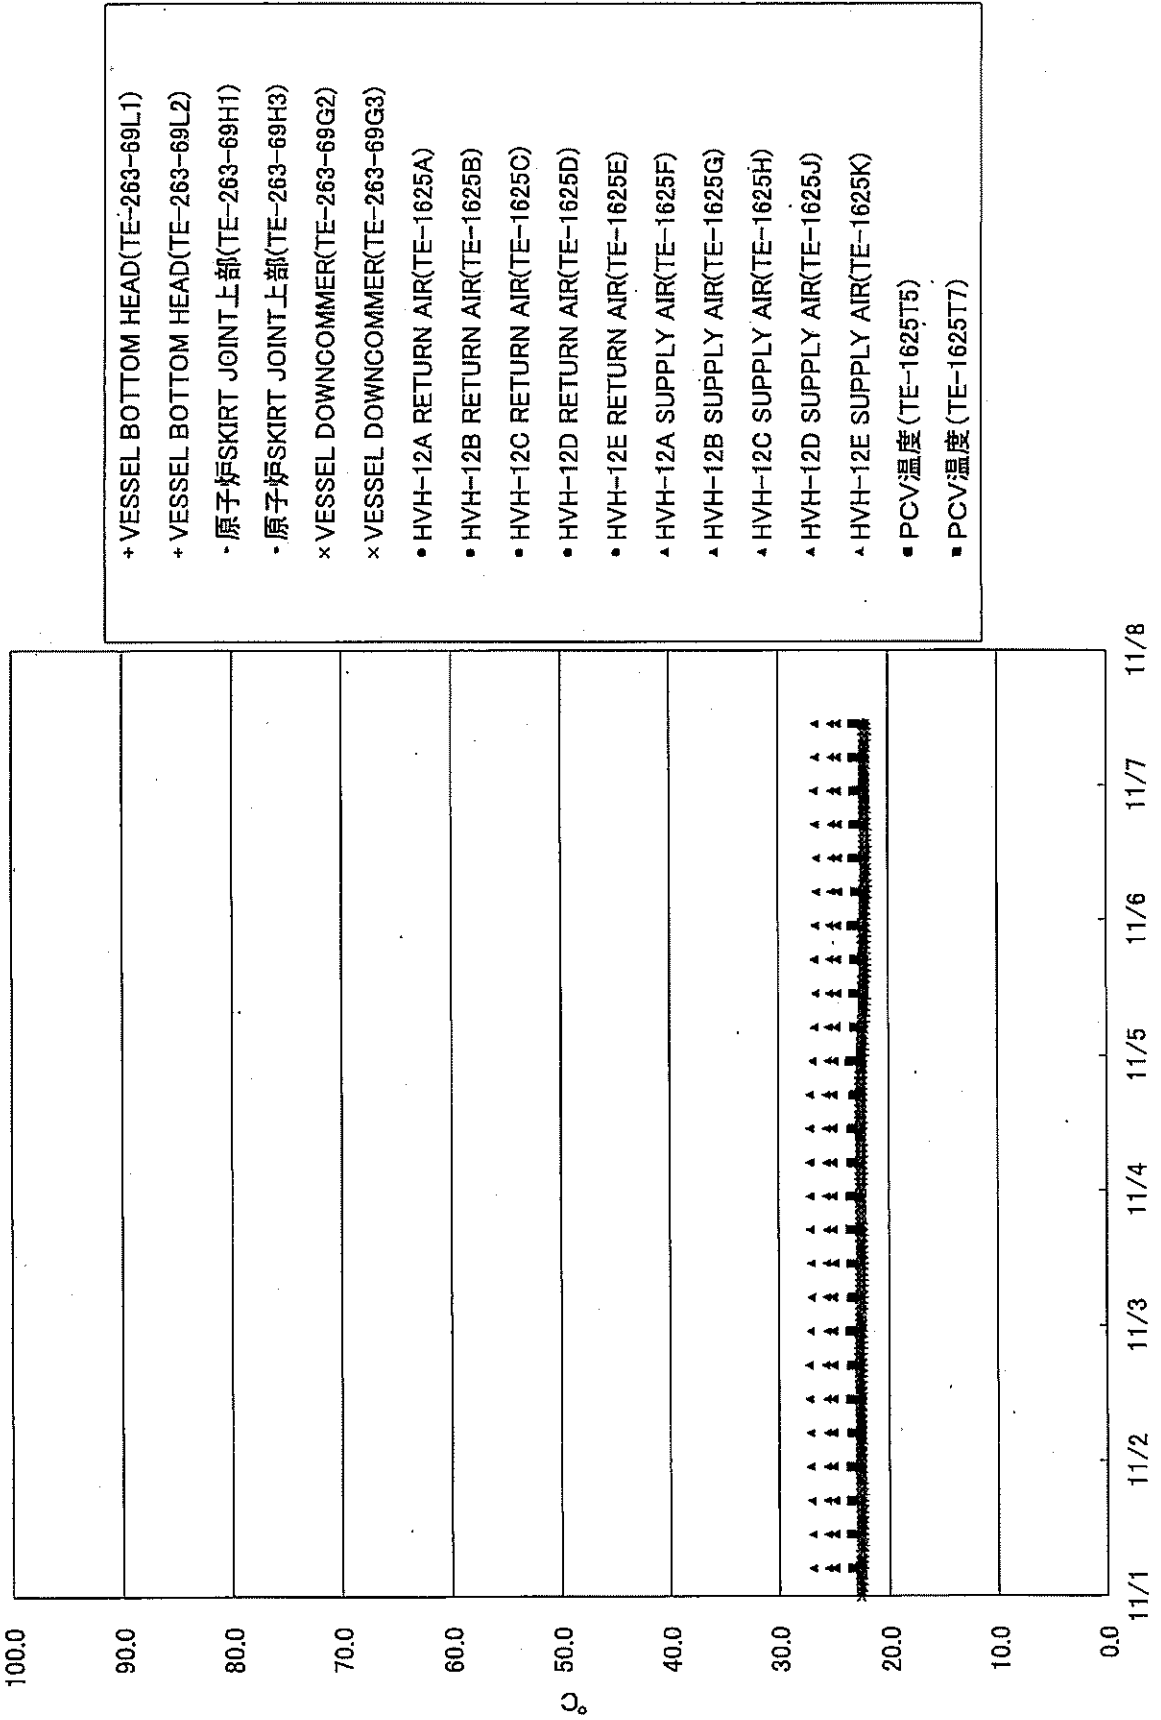 100.0
90.0
80.0
70.0
60.0
50.0
40.0
30.0
20.0
10.0
0.0
℃
11/1
11/2
11/3
11/4
11/5
11/6
11/7
11/8
+ VESSEL BOTTOM HEAD(TE-263-69L1)
+ VESSEL BOTTOM HEAD(TE-263-69L2)
- 原子炉SKIRT JOINT上部(TE-263-69H1)
- 原子炉SKIRT JOINT上部(TE-263-69H3)
× VESSEL DOWNCOMMER(TE-263-69G2)
× VESSEL DOWNCOMMER(TE-263-69G3)
● HVH-12A RETURN AIR(TE-1625A)
● HVH-12B RETURN AIR(TE-1625B)
● HVH-12C RETURN AIR(TE-1625C)
● HVH-12D RETURN AIR(TE-1625D)
● HVH-12E RETURN AIR(TE-1625E)
▲ HVH-12A SUPPLY AIR(TE-1625F)
▲ HVH-12B SUPPLY AIR(TE-1625G)
▲ HVH-12C SUPPLY AIR(TE-1625H)
▲ HVH-12D SUPPLY AIR(TE-1625J)
▲ HVH-12E SUPPLY AIR(TE-1625K)
■ PCV温度(TE-1625T5)
■ PCV温度(TE-1625T7)